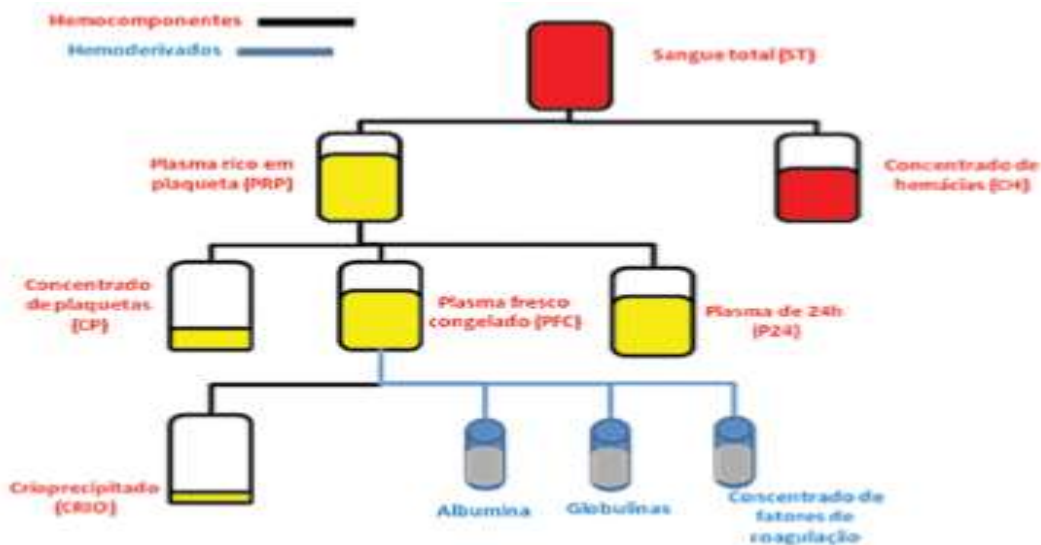 Hemocomponentes
Hemoderivados
Sangue total (ST)
Plasma rico em
plaqueta (PRP)
Concentrado de
hemácias (CH)
Concentrado
de plaquetas
(CP)
Plasma fresco
congelado (PFC)
Plasma de 24h
(P24)
Crioprecipitado
(CRIO)
Albumina
Globulinas
Concentrado de
fatores de
coagulação